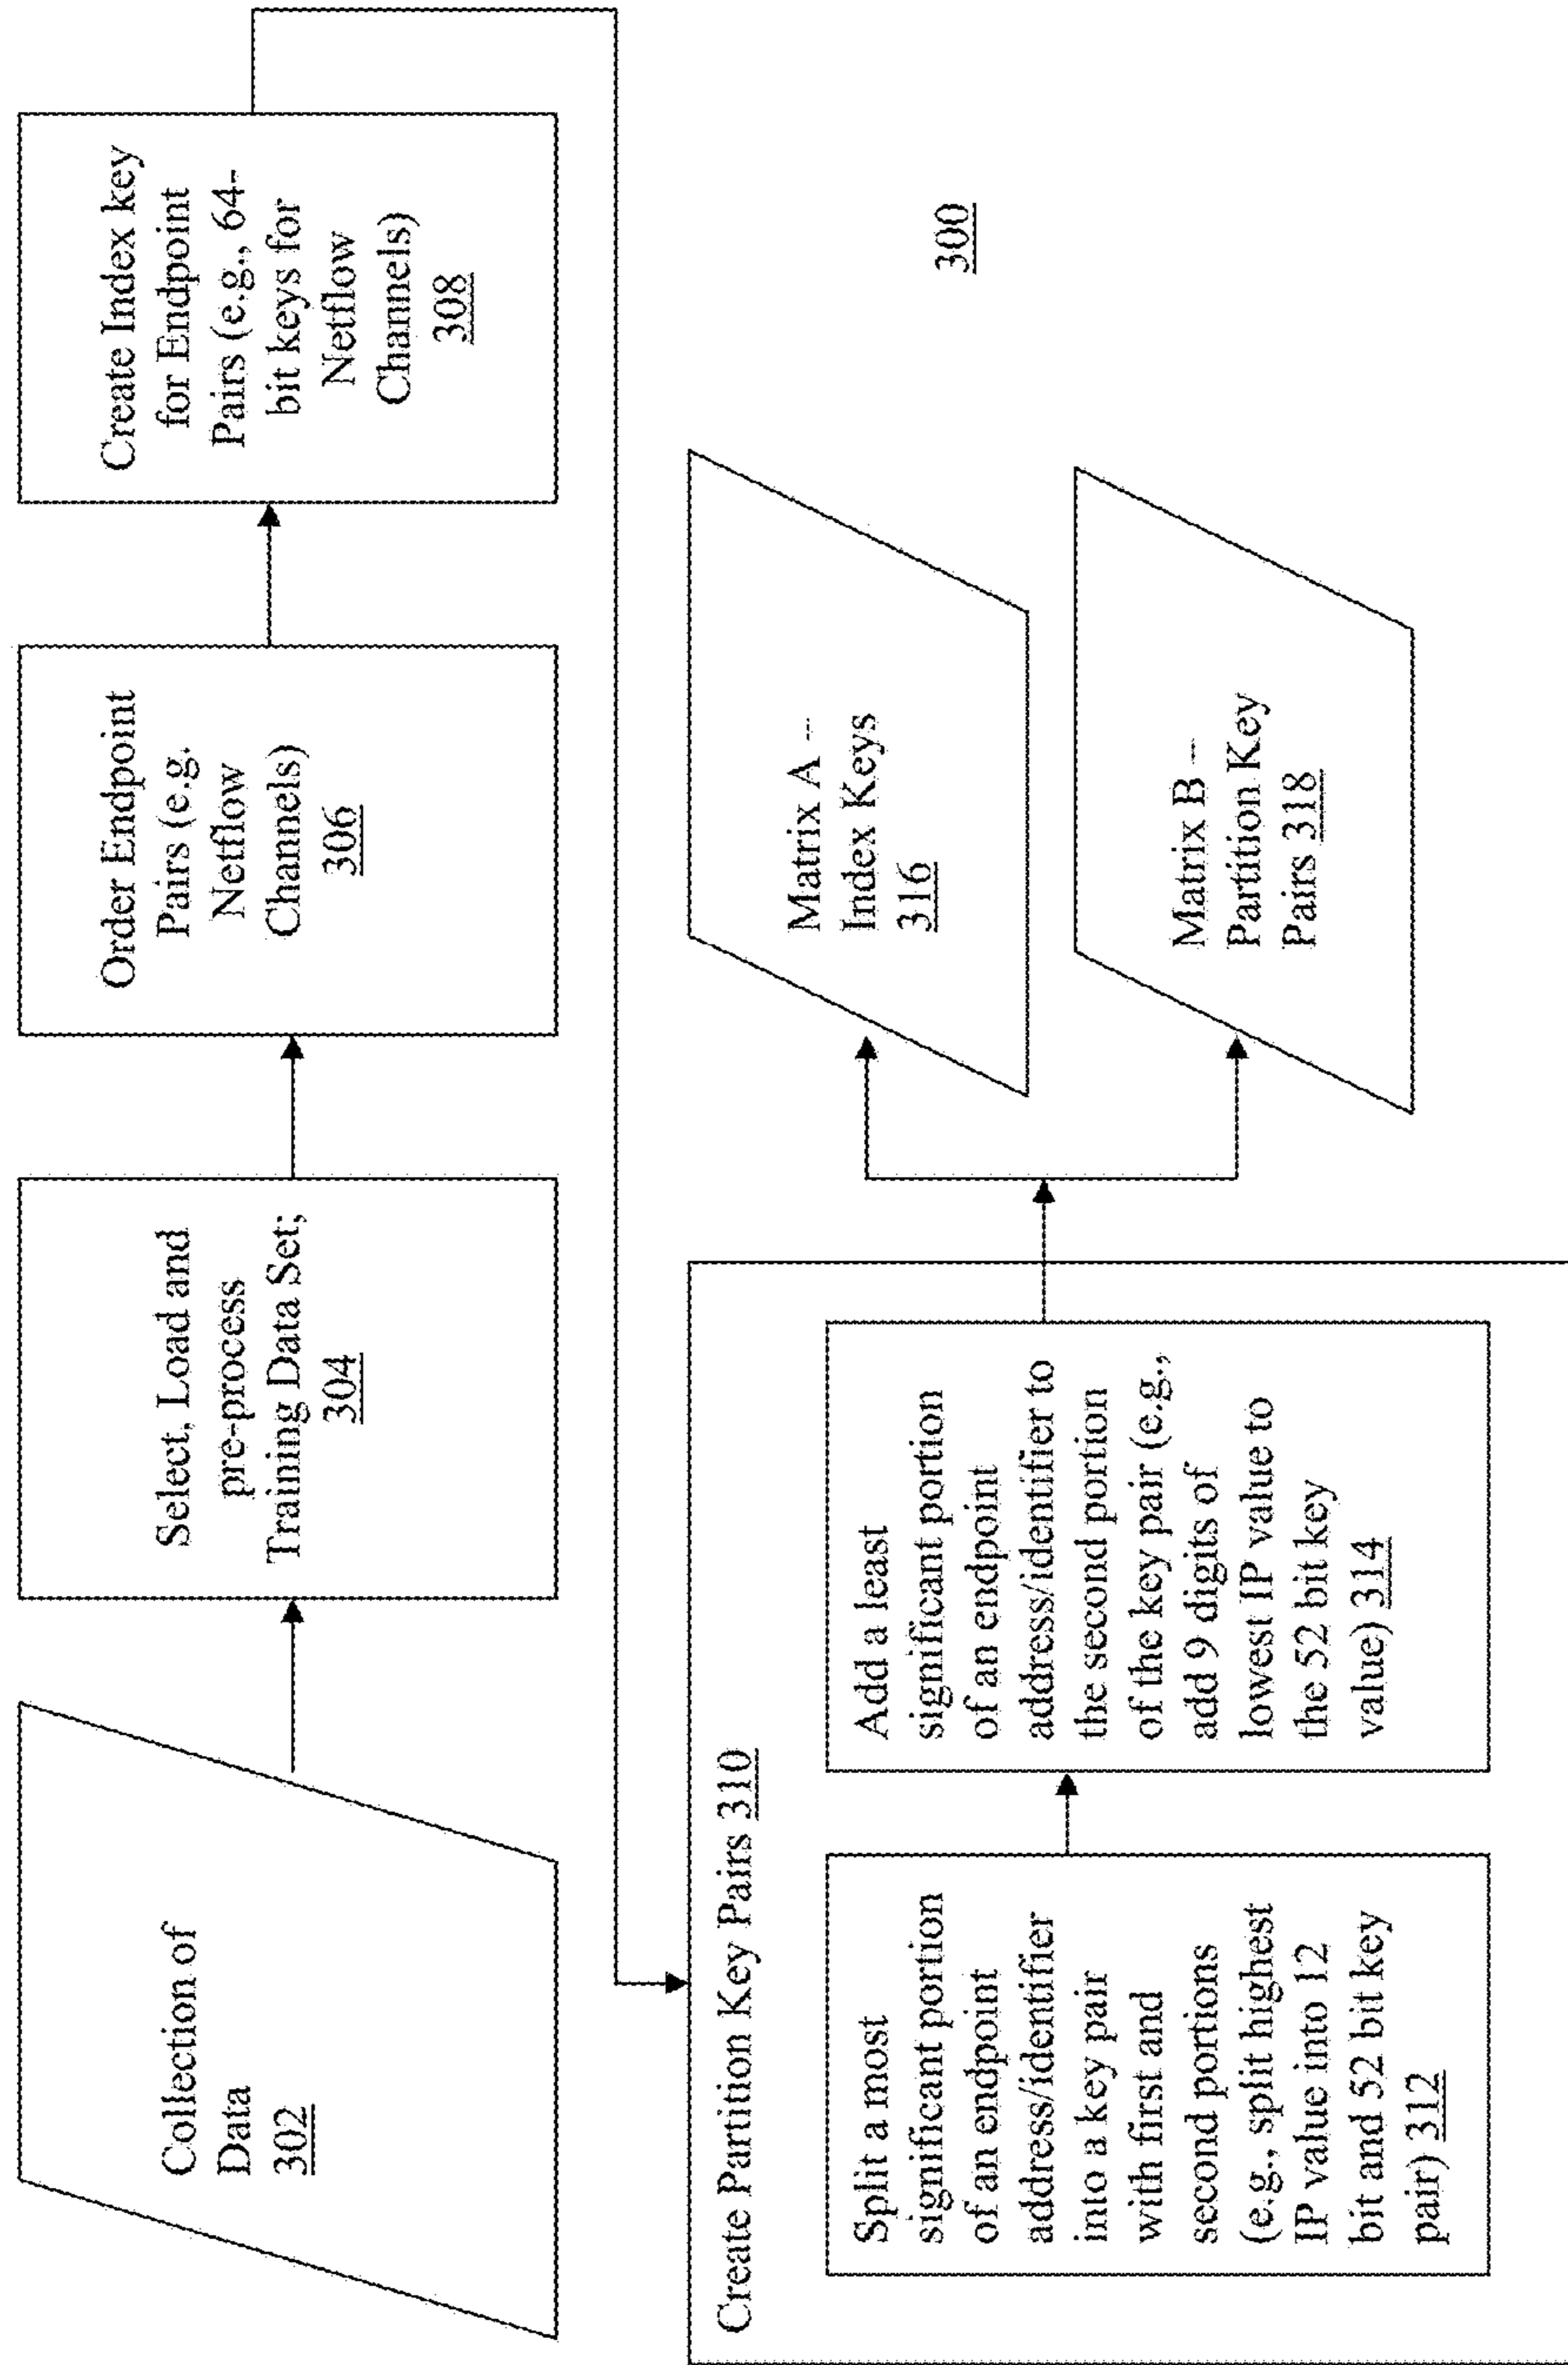 Collection of
Data
302
Select, Load and
pre-process
Training Data Set;
304
Order Endpoint
Pairs (e.g.
Netflow
Channels)
306
Create Index key
for Endpoint
Pairs (e.g., 64-
bit keys for
Netflow
Channels)
308
Create Partition Key Pairs 310
Split a most
significant portion
of an endpoint
address/identifier
into a key pair
with first and
second portions
(e.g., split highest
IP value into 12
bit and 52 bit key
pair) 312
Add a least
significant portion
of an endpoint
address/identifier to
the second portion
of the key pair (e.g.,
add 9 digits of
lowest IP value to
the 52 bit key
value) 314
Matrix A –
Index Keys
316
Matrix B –
Partition Key
Pairs 318
300